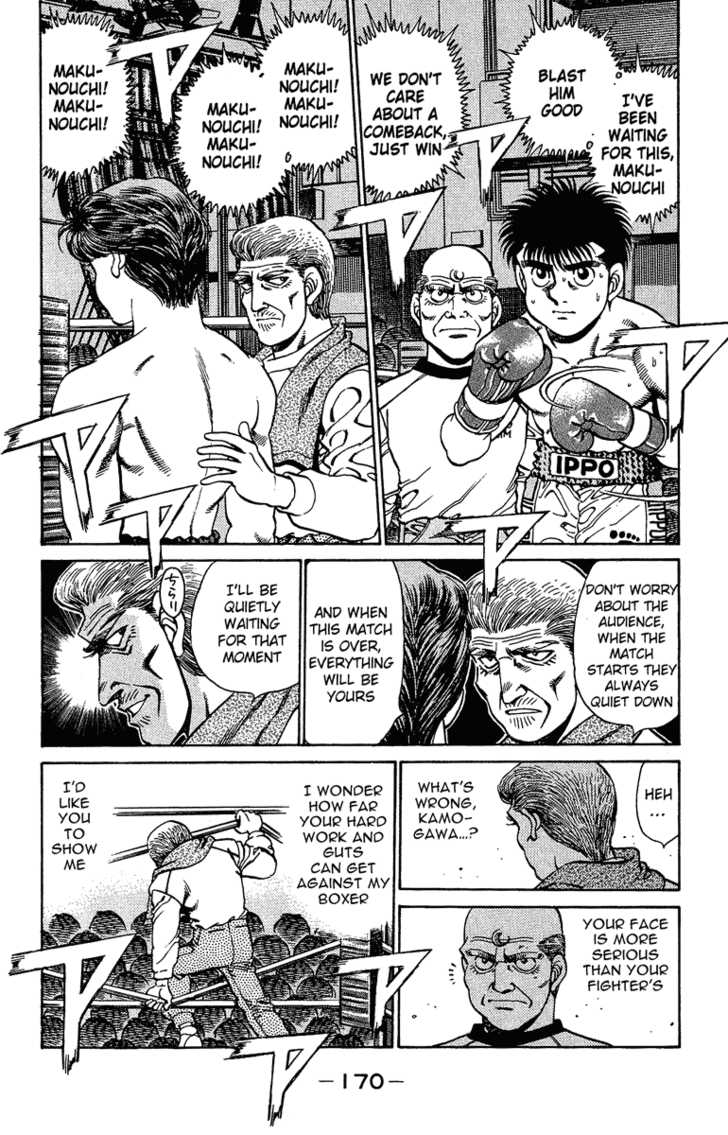 I'VE
BEEN
WAITING
FOR THIS,
MAKU-
NOUCHI
BLAST
HIM
GOOD
WE DON'T
CARE
ABOUT A
COMEBACK,
JUST WIN
MAKU-
NOUCHI!
MAKU-
NOUCHI!
MAKU-
NOUCHI!
MAKU-
NOUCHI!
MAKU-
NOUCHI!
MAKU-
NOUCHI!
IPPO
DON'T WORRY
ABOUT THE
AUDIENCE,
WHEN THE
MATCH
STARTS THEY
ALWAYS
QUIET DOWN
AND WHEN
THIS MATCH
IS OVER,
EVERYTHING
WILL BE
YOURS
I'LL BE
QUIETLY
WAITING
FOR THAT
MOMENT
HEH
...
WHAT'S
WRONG,
KAMO-
GAWA...?
YOUR FACE
IS MORE
SERIOUS
THAN YOUR
FIGHTER'S
I WONDER
HOW FAR
YOUR HARD
WORK AND
GUTS
CAN GET
AGAINST MY
BOXER
I'D
LIKE
YOU TO
SHOW
ME
-170-